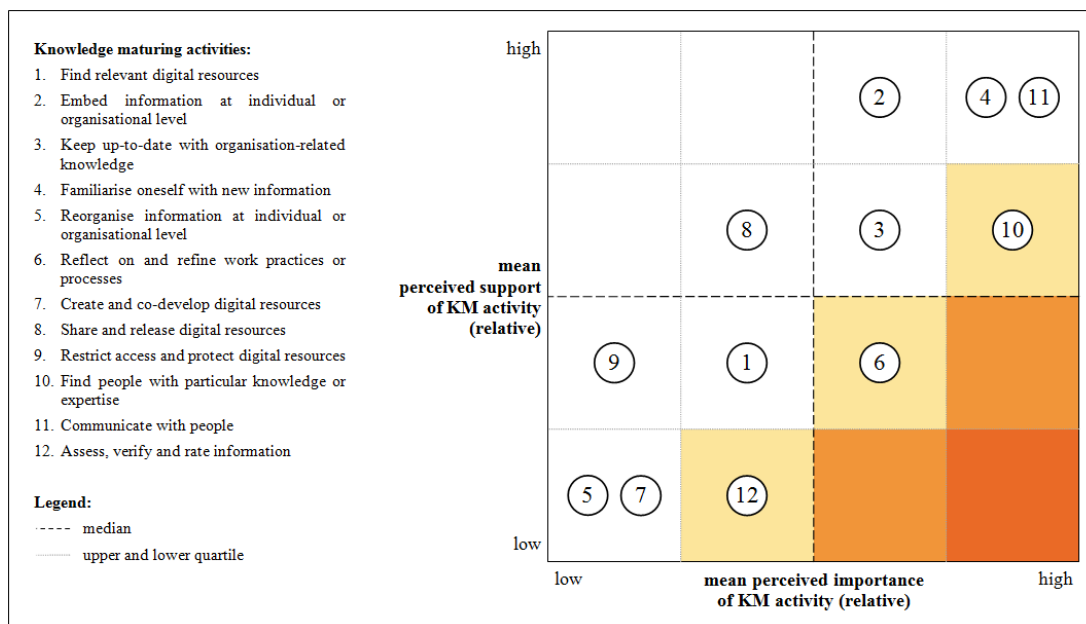 Knowledge maturing activities:
1. Find relevant digital resources
2. Embed information at individual or
organisational level
3. Keep up-to-date with organisation-related
knowledge
4. Familiarise oneself with new information
5. Reorganise information at individual or
organisational level
6. Reflect on and refine work practices or
processes
7. Create and co-develop digital resources
8. Share and release digital resources
9. Restrict access and protect digital resources
10. Find people with particular knowledge or
expertise
11. Communicate with people
12. Assess, verify and rate information
Legend:
median
upper and lower quartile
high
mean
perceived support
of KM activity
(relative)
low
2
4
11
8
3
10
9
1
6
5
7
12
low
mean perceived importance
of KM activity (relative)
high